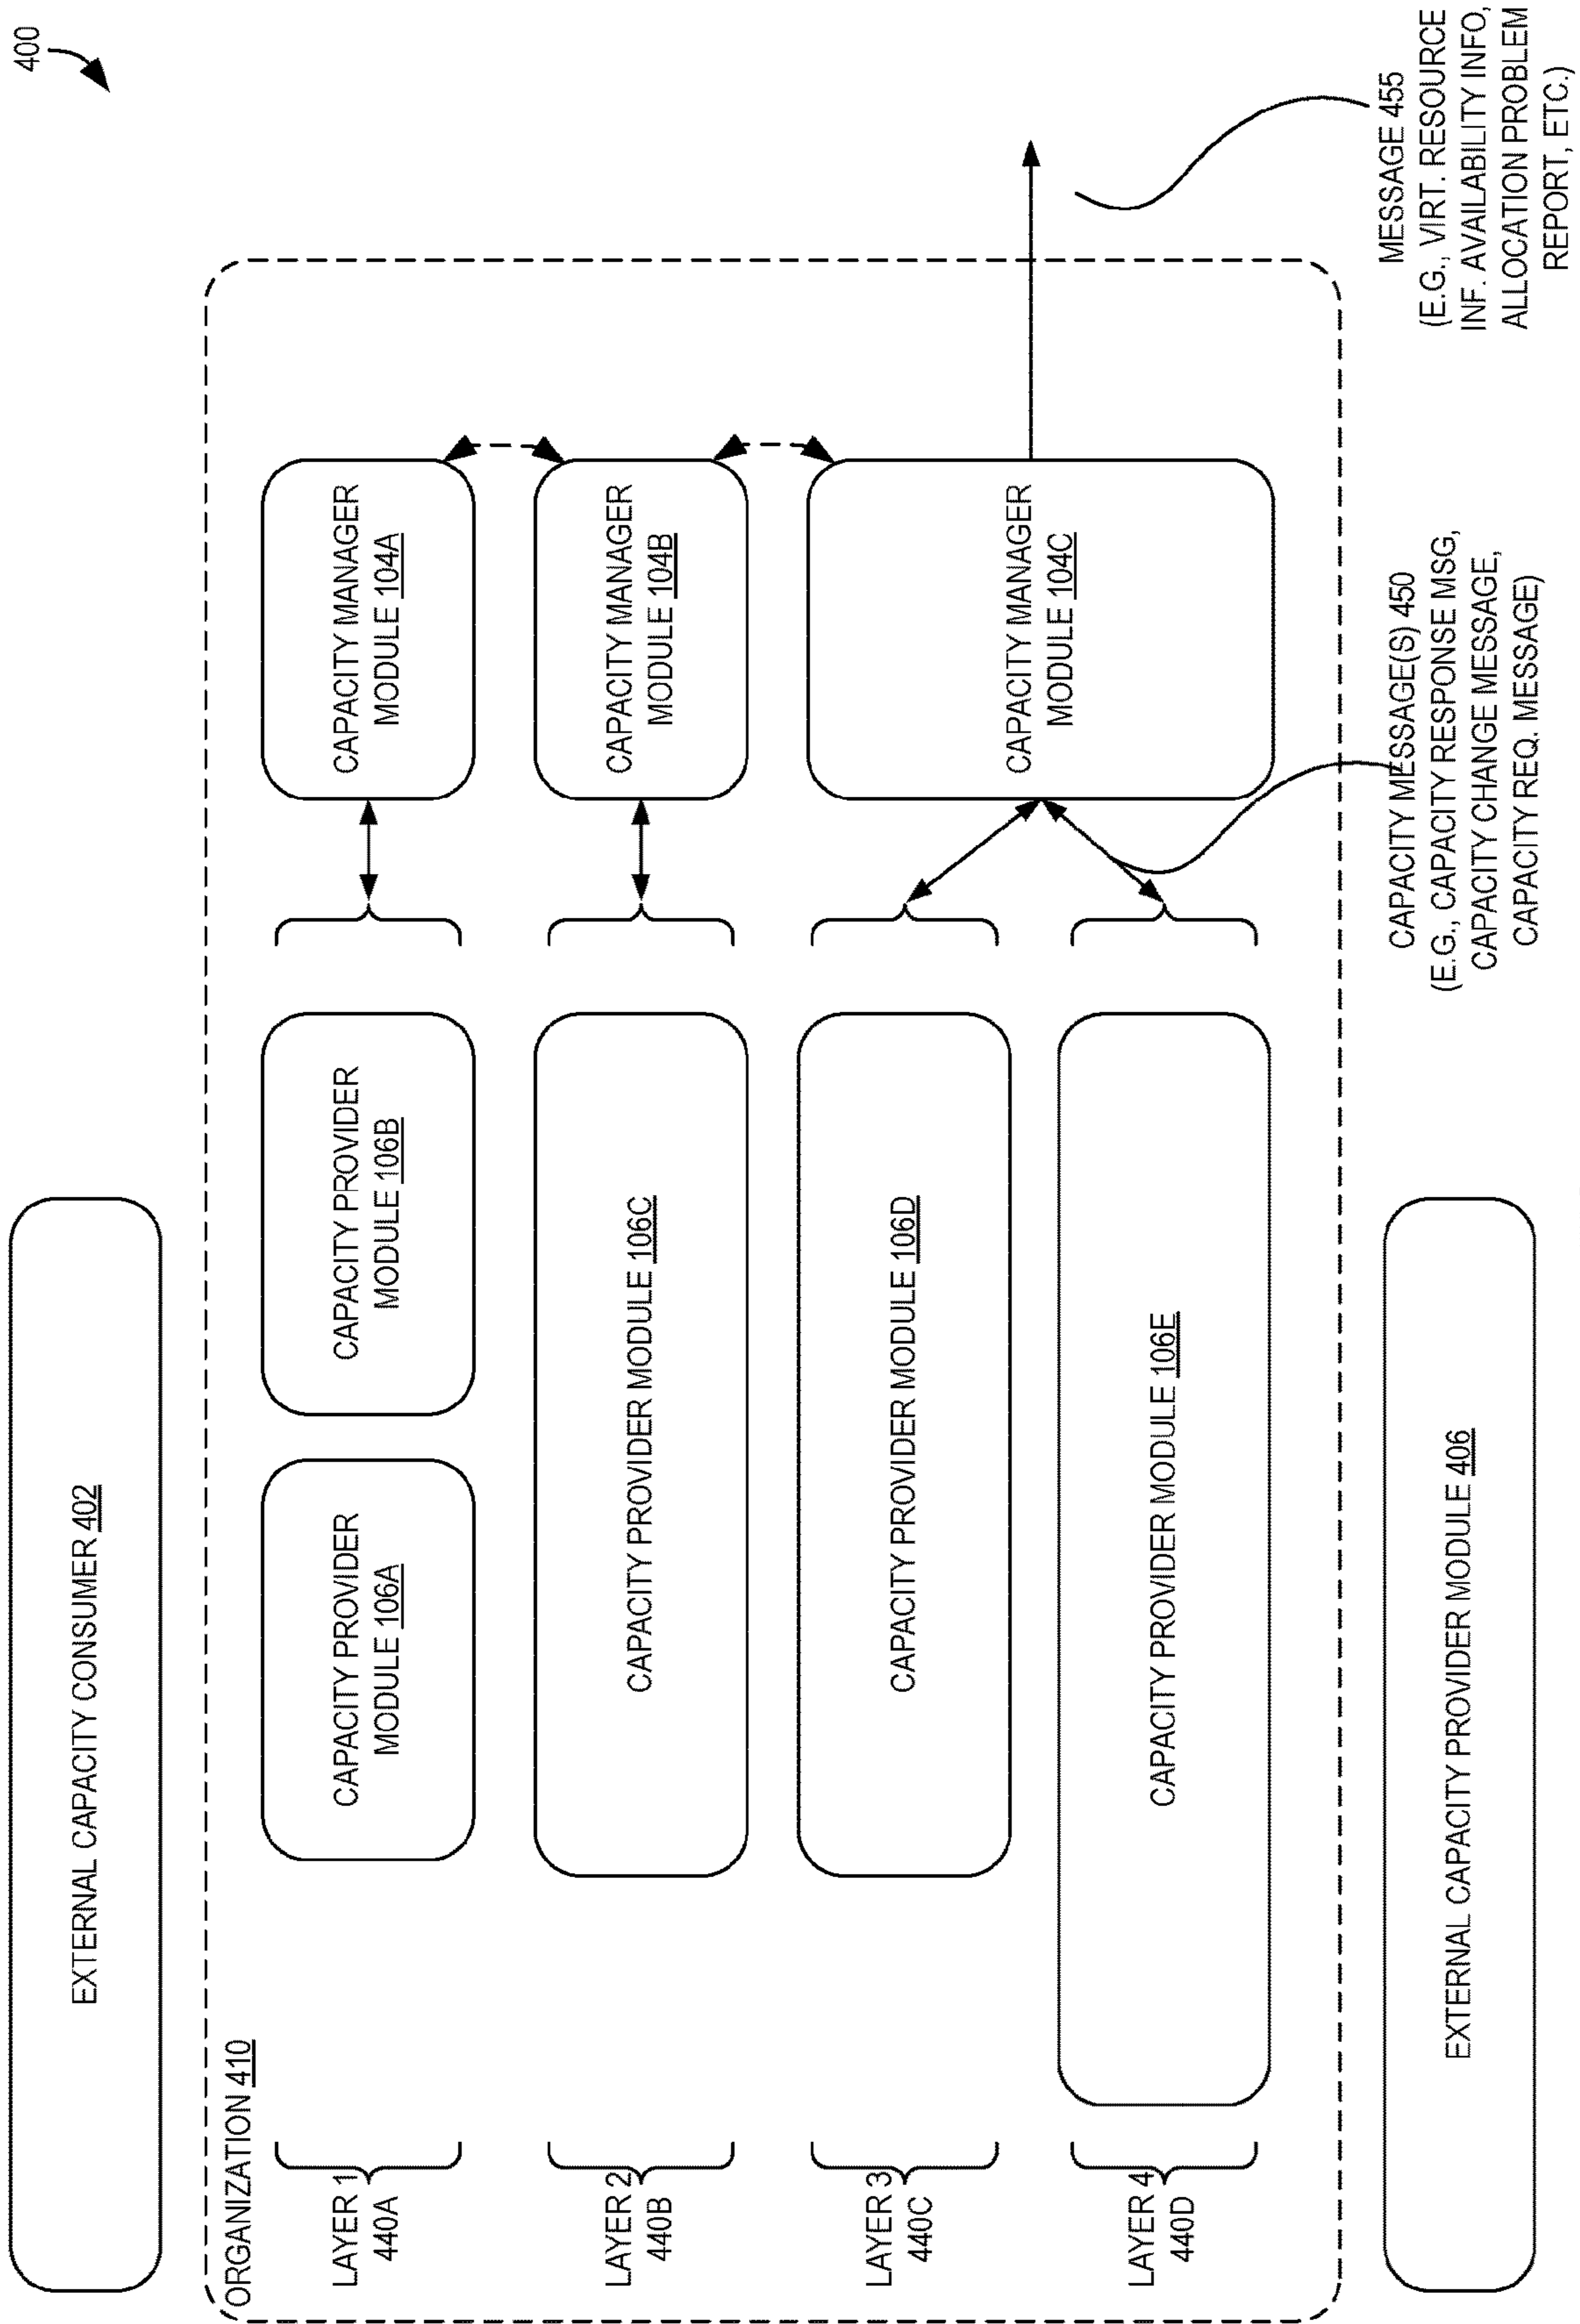 400
EXTERNAL CAPACITY CONSUMER 402
ORGANIZATION 410
LAYER 1
440A
CAPACITY PROVIDER
MODULE 106A
CAPACITY PROVIDER
MODULE 106B
CAPACITY MANAGER
MODULE 104A
LAYER 2
440B
CAPACITY PROVIDER MODULE 106C
CAPACITY MANAGER
MODULE 104B
LAYER 3
440C
CAPACITY PROVIDER MODULE 106D
CAPACITY MANAGER
MODULE 104C
LAYER 4
440D
CAPACITY PROVIDER MODULE 106E
EXTERNAL CAPACITY PROVIDER MODULE 406
CAPACITY MESSAGE(S) 450
(E.G., CAPACITY RESPONSE MSG,
CAPACITY CHANGE MESSAGE,
CAPACITY REQ. MESSAGE)
MESSAGE 455
(E.G., VIRT. RESOURCE
INF. AVAILABILITY INFO,
ALLOCATION PROBLEM
REPORT, ETC.)